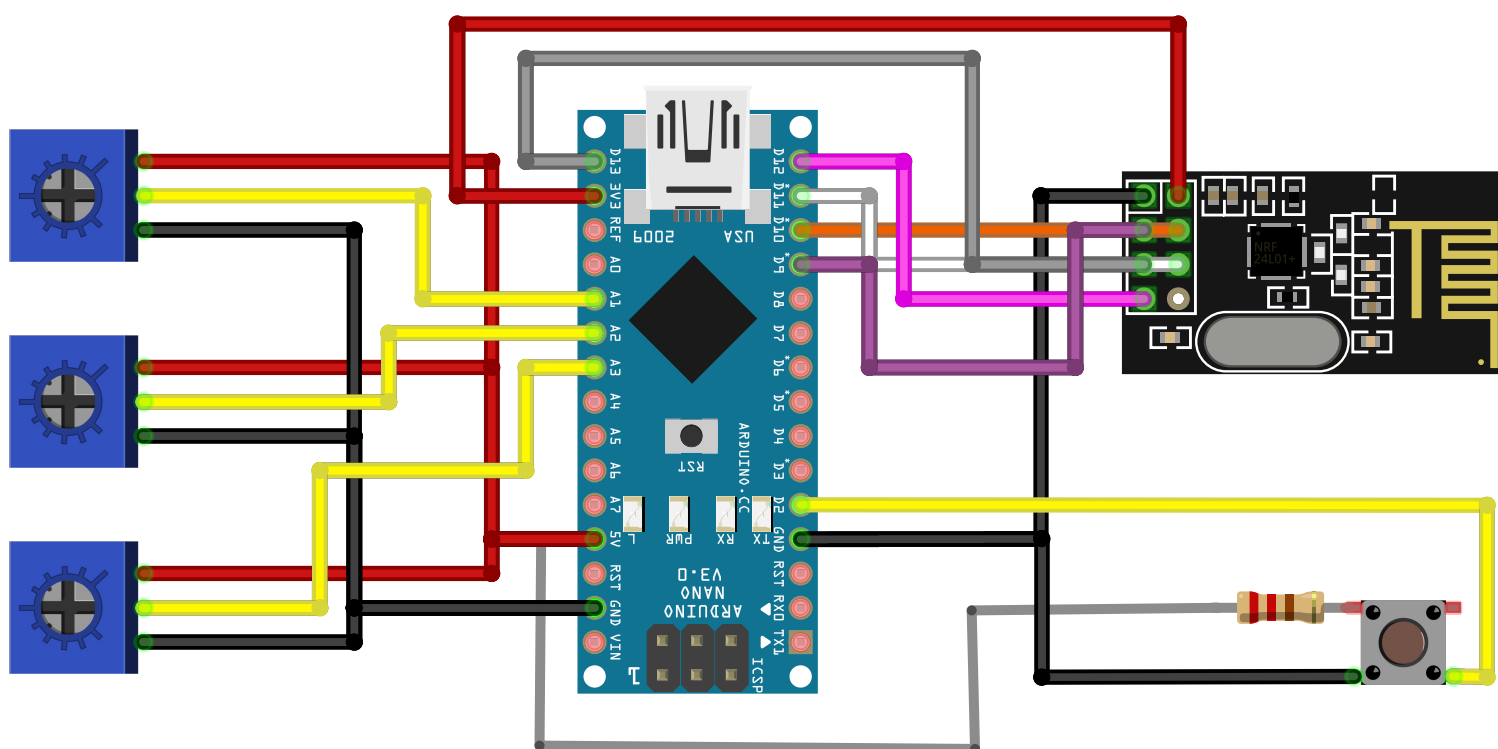 D13
3V3
REF
A0
A1
A2
A3
A4
A5
A6
A7
5V
RST
GND
VIN
2009
USA
D12
D11*
D10*
D9*
D8
D7
D6*
D5*
D4
D3*
D2
GND
RST
RX0
TX1
RST
ARDUINO.CC
L
PWR
RX
TX
ARDUINO
NANO
V3.0
1
ICSP
NRF
24L01+